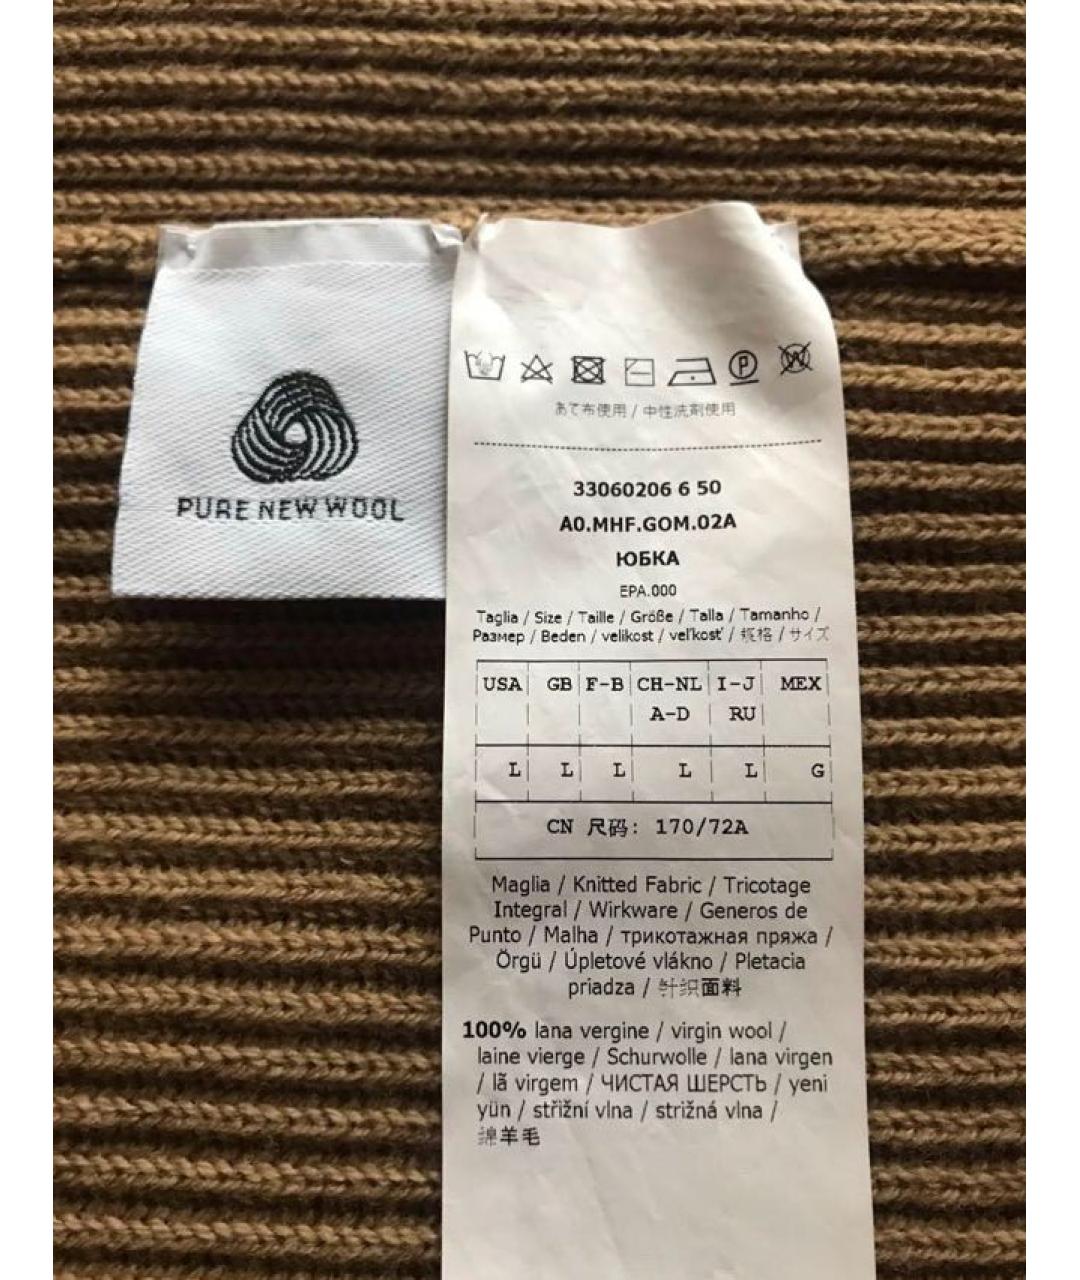 PURE NEW WOOL
P
W
あて布使用 / 中性洗剤使用
33060206 6 50
A0.MHF.GOM.02A
ЮБКА
EPA.000
Taglia / Size / Taille / Größe / Talla / Tamanho /
Размер / Beden / velikost / veľkosť / 规格 / サイズ
USA GB F-B CH-NL I-J MEX
A-D RU
L L L L L G
CN 尺码: 170/72A
Maglia / Knitted Fabric / Tricotage
Integral / Wirkware / Generos de
Punto / Malha / трикотажная пряжа /
Örgü / Úpletové vlákno / Pletacia
priadza / 针织面料
100% lana vergine / virgin wool /
laine vierge / Schurwolle / lana virgen
/ lã virgem / ЧИСТАЯ ШЕРСТЬ / yeni
yün / střižní vlna / strižná vlna /
绵羊毛